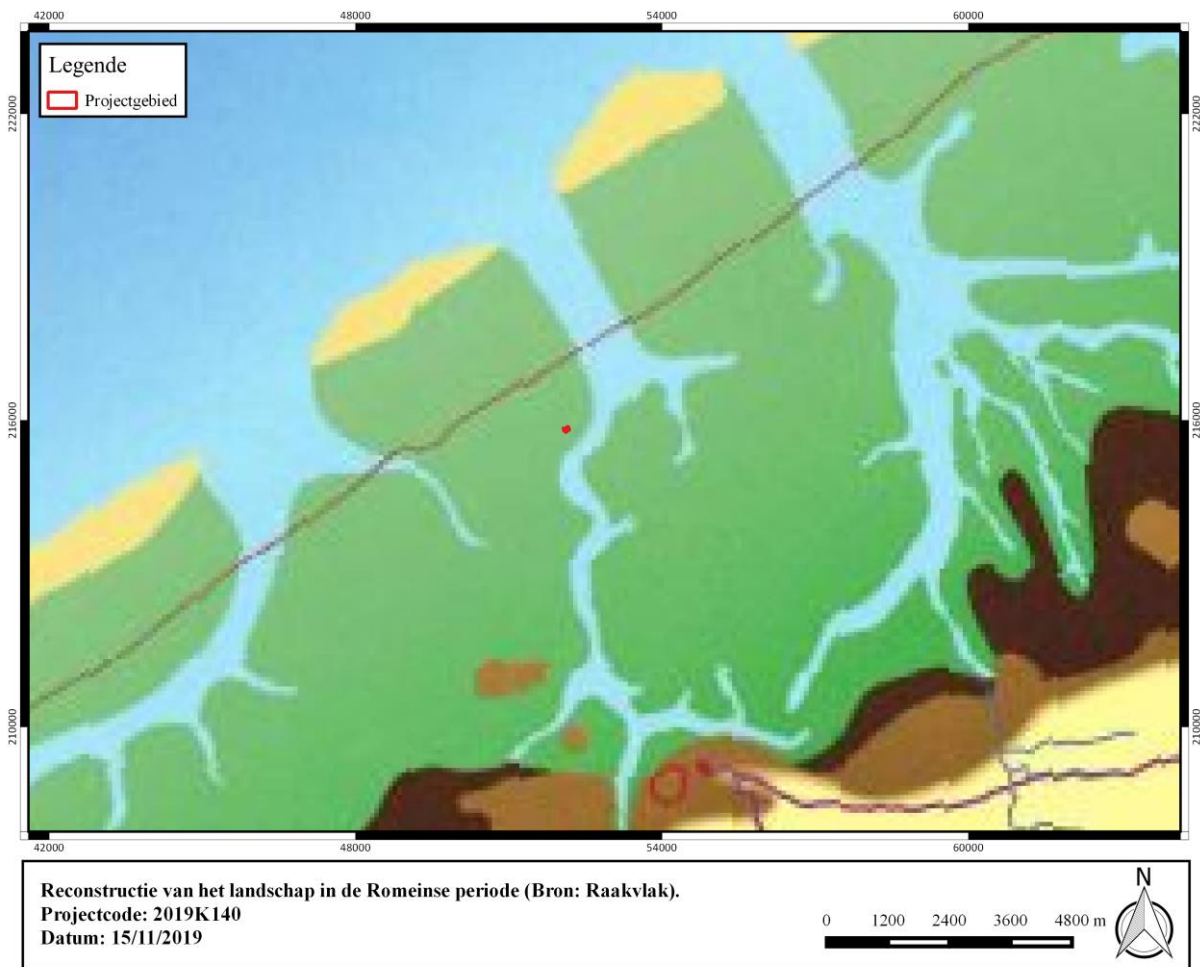 42000 48000 54000 60000
Legende
Projectgebied
222000 222000
216000 216000
210000 210000
42000 48000 54000 60000
Reconstructie van het landschap in de Romeinse periode (Bron: Raakvlak).
Projectcode: 2019K140
Datum: 15/11/2019
0 1200 2400 3600 4800 m
N